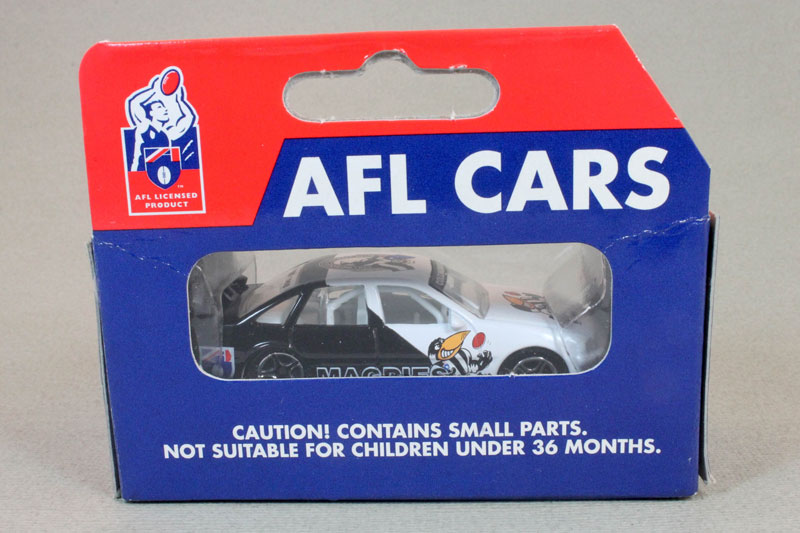 AFL LICENSED
PRODUCT
AFL CARS
MAGPIES
CAUTION! CONTAINS SMALL PARTS.
NOT SUITABLE FOR CHILDREN UNDER 36 MONTHS.